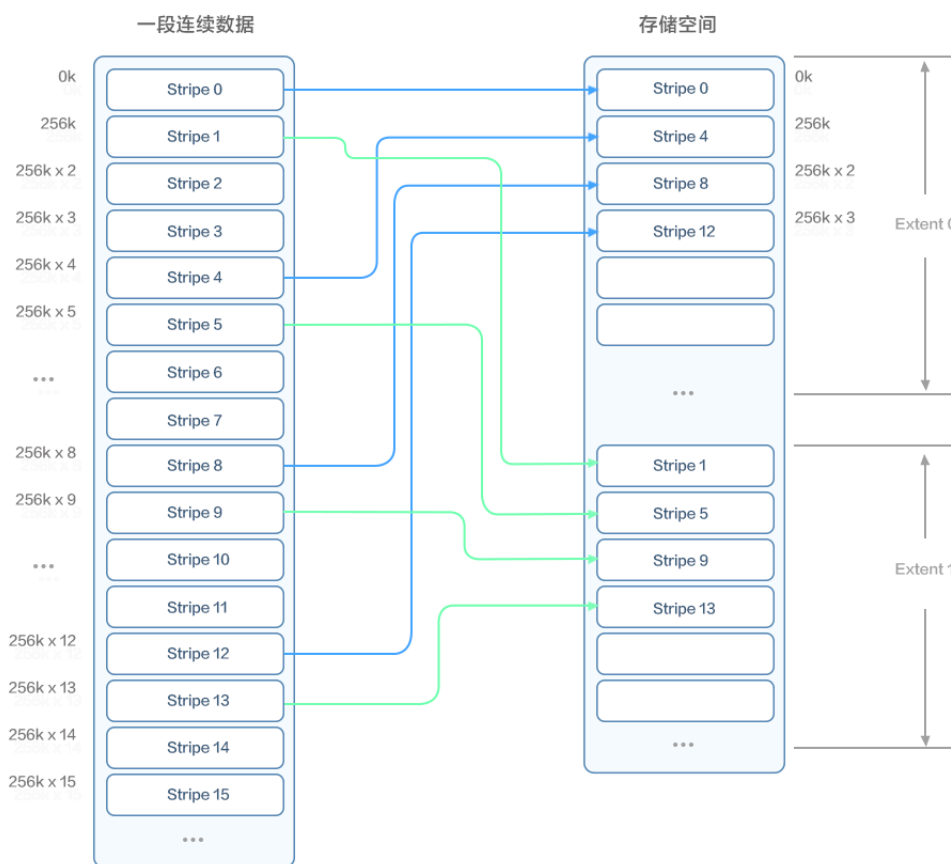 一段连续数据
存储空间
0k
Stripe 0
256k
Stripe 1
256k x 2
Stripe 2
256k x 3
Stripe 3
256k x 4
Stripe 4
256k x 5
Stripe 5
...
Stripe 6
Stripe 7
256k x 8
Stripe 8
256k x 9
Stripe 9
...
Stripe 10
Stripe 11
256k x 12
Stripe 12
256k x 13
Stripe 13
256k x 14
Stripe 14
256k x 15
Stripe 15
...
Stripe 0
0k
Stripe 4
256k
Stripe 8
256k x 2
Stripe 12
256k x 3
Extent 0
...
Stripe 1
Stripe 5
Stripe 9
Extent 1
Stripe 13
...